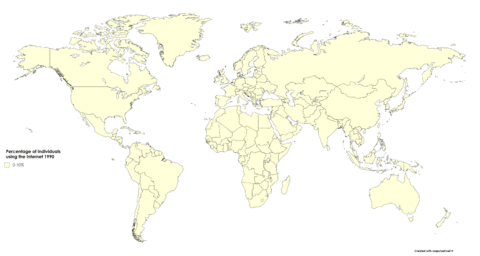 Percentage of individuals
using the internet 1990
0-10%
Created with mapchart.net ©